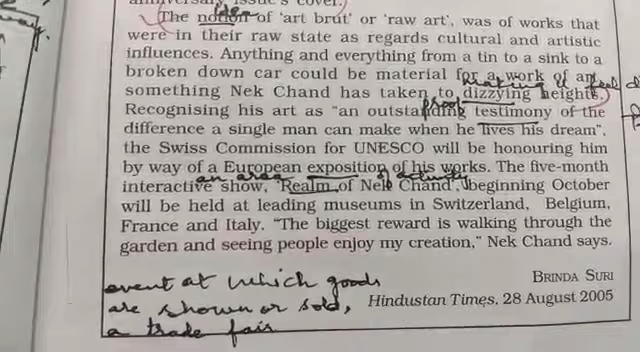 anniversary issue's cover.
idea
The notion of 'art brut' or 'raw art', was of works that
were in their raw state as regards cultural and artistic
influences. Anything and everything from a tin to a sink to a
broken down car could be material for a work of art
making of feel di
something Nek Chand has taken to dizzying heights.
proof
Recognising his art as "an outstanding testimony of the
difference a single man can make when he lives his dream",
the Swiss Commission for UNESCO will be honouring him
by way of a European exposition of his works. The five-month
an area of activity
interactive show, 'Realm of Nek Chand', beginning October
will be held at leading museums in Switzerland, Belgium,
France and Italy. "The biggest reward is walking through the
garden and seeing people enjoy my creation," Nek Chand says.
event at which goods
are shown or sold,
a trade fair
BRINDA SURI
Hindustan Times, 28 August 2005